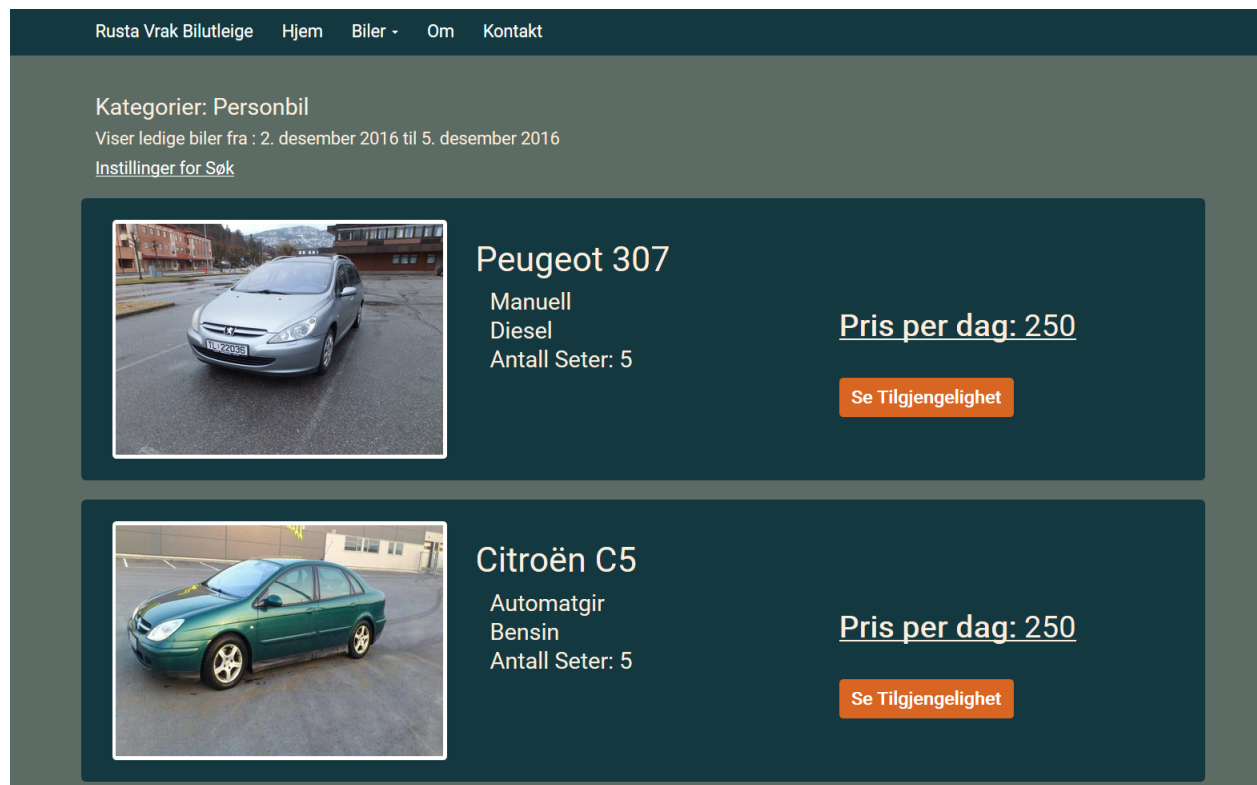 Rusta Vrak Bilutleige Hjem Biler Om Kontakt
Kategorier: Personbil
Viser ledige biler fra : 2. desember 2016 til 5. desember 2016
Instillinger for Søk
Peugeot 307
Manuell
Diesel
Antall Seter: 5
Pris per dag: 250
Se Tilgjengelighet
TL 22036
Citroën C5
Automatgir
Bensin
Antall Seter: 5
Pris per dag: 250
Se Tilgjengelighet